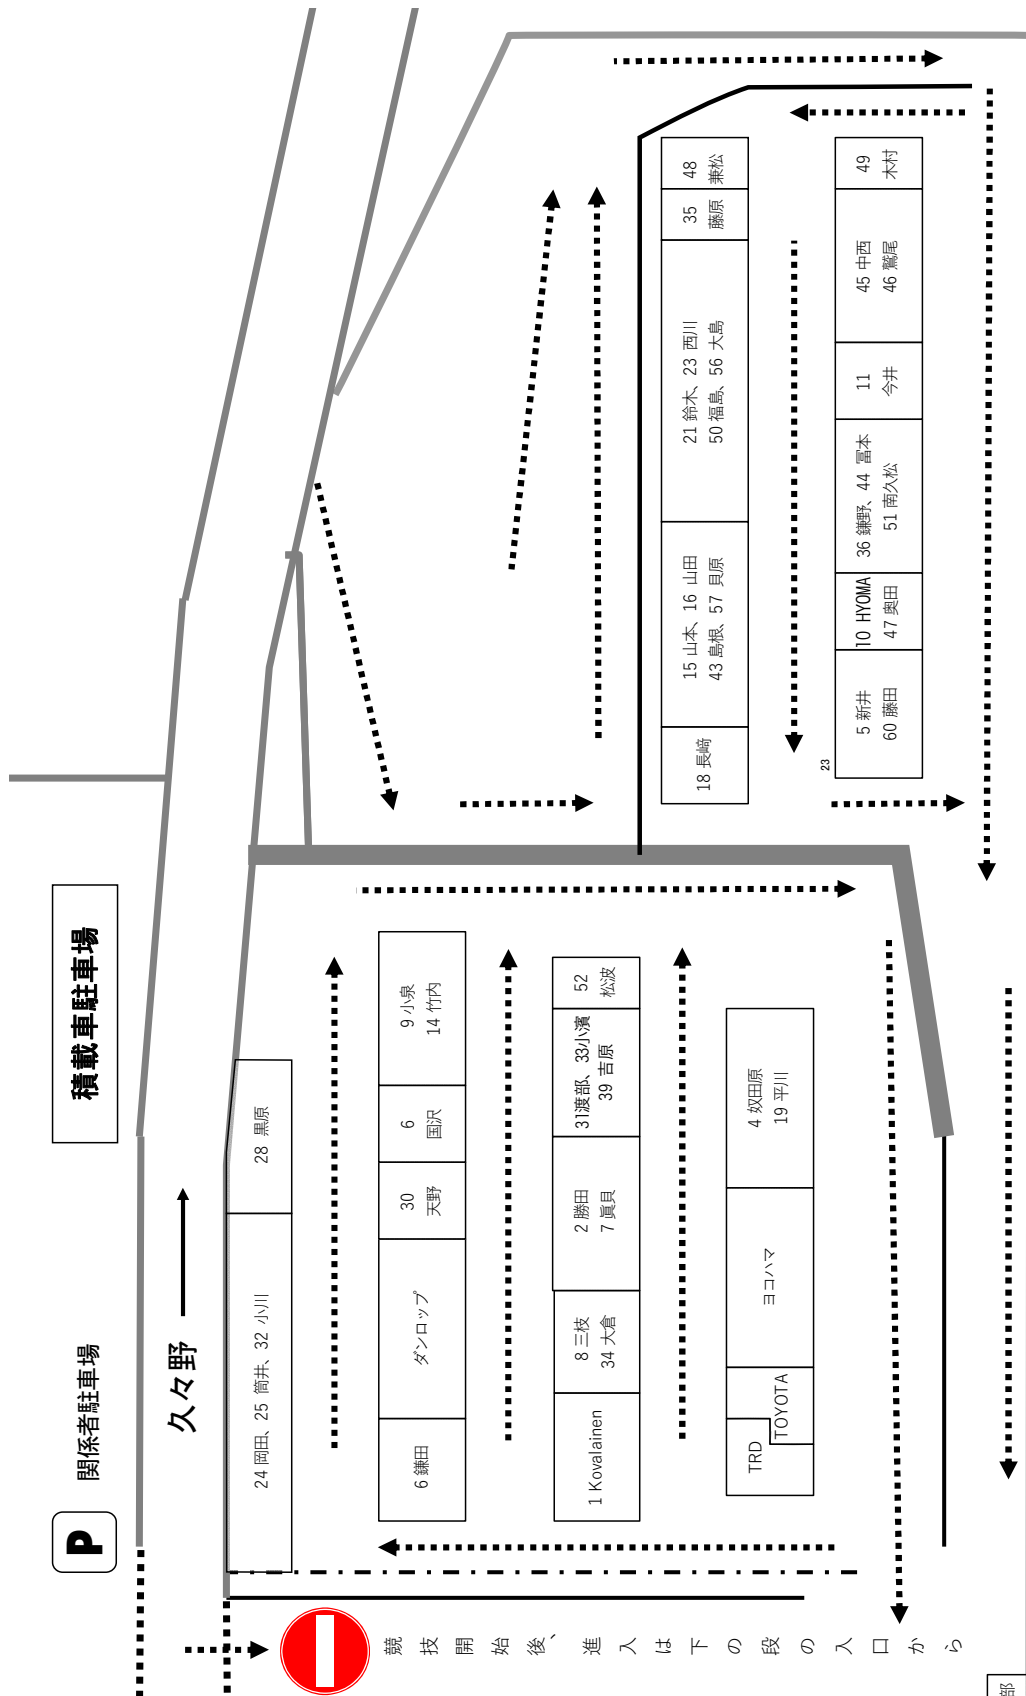 積載車駐車場
P
関係者駐車場
久々野
28 黒原
24 岡田、25 筒井、32 小川
9 小泉
14 竹内
6
国沢
30
天野
ダンロップ
6 鎌田
52
松波
31渡部、33小濱
39 吉原
2 勝田
7 眞貝
8 三枝
34 大倉
1 Kovalainen
4 奴田原
19 平川
ヨコハマ
TOYOTA
TRD
48
兼松
35
藤原
21 鈴木、23 西川
50 福島、56 大島
15 山本、16 山田
43 島根、57 貝原
18 長﨑
49
木村
45 中西
46 鷲尾
11
今井
36 鎌野、44 冨本
51 南久松
10 HYOMA
47 奥田
5 新井
60 藤田
23
競技開始後、進入は下の段の入口から
部